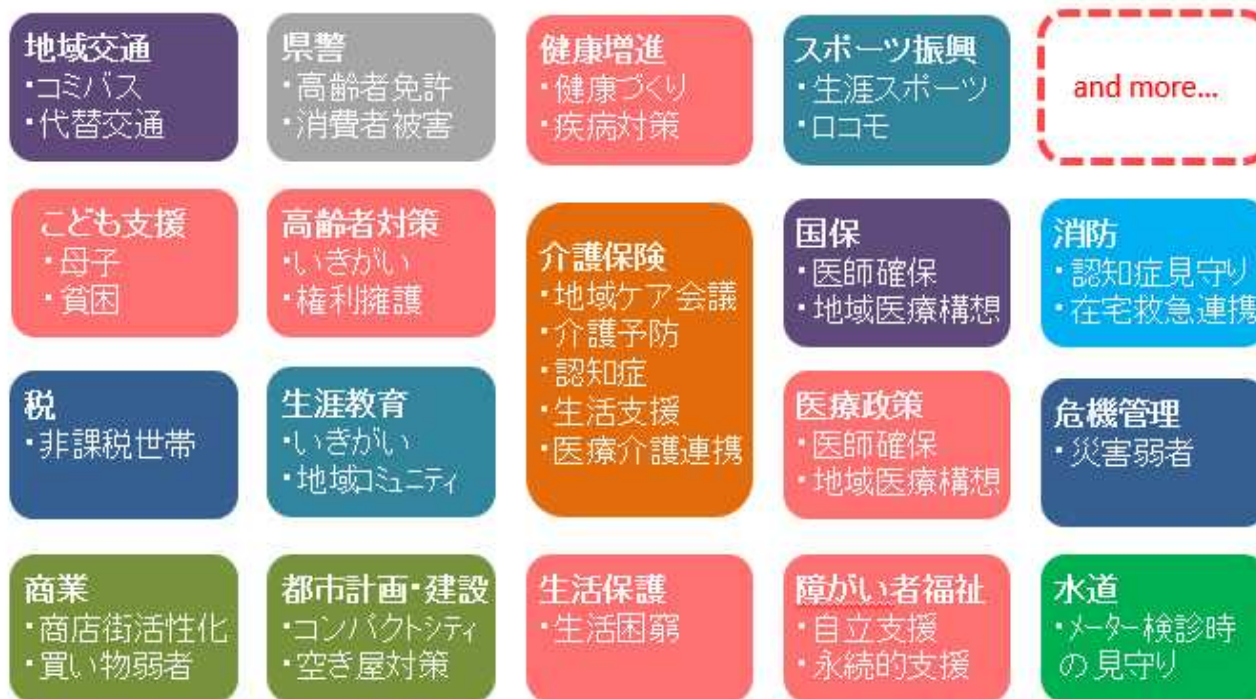 地域交通
・コミバス
・代替交通
県警
・高齢者免許
・消費者被害
健康増進
・健康づくり
・疾病対策
スポーツ振興
・生涯スポーツ
・ロコモ
and more...
こども支援
・母子
・貧困
高齢者対策
・いきがい
・権利擁護
介護保険
・地域ケア会議
・介護予防
・認知症
・生活支援
・医療介護連携
国保
・医師確保
・地域医療構想
消防
・認知症見守り
・在宅救急連携
税
・非課税世帯
生涯教育
・いきがい
・地域コミュニティ
医療政策
・医師確保
・地域医療構想
危機管理
・災害弱者
商業
・商店街活性化
・買い物弱者
都市計画・建設
・コンパクトシティ
・空き屋対策
生活保護
・生活困窮
障がい者福祉
・自立支援
・永続的支援
水道
・メーター検診時
の見守り